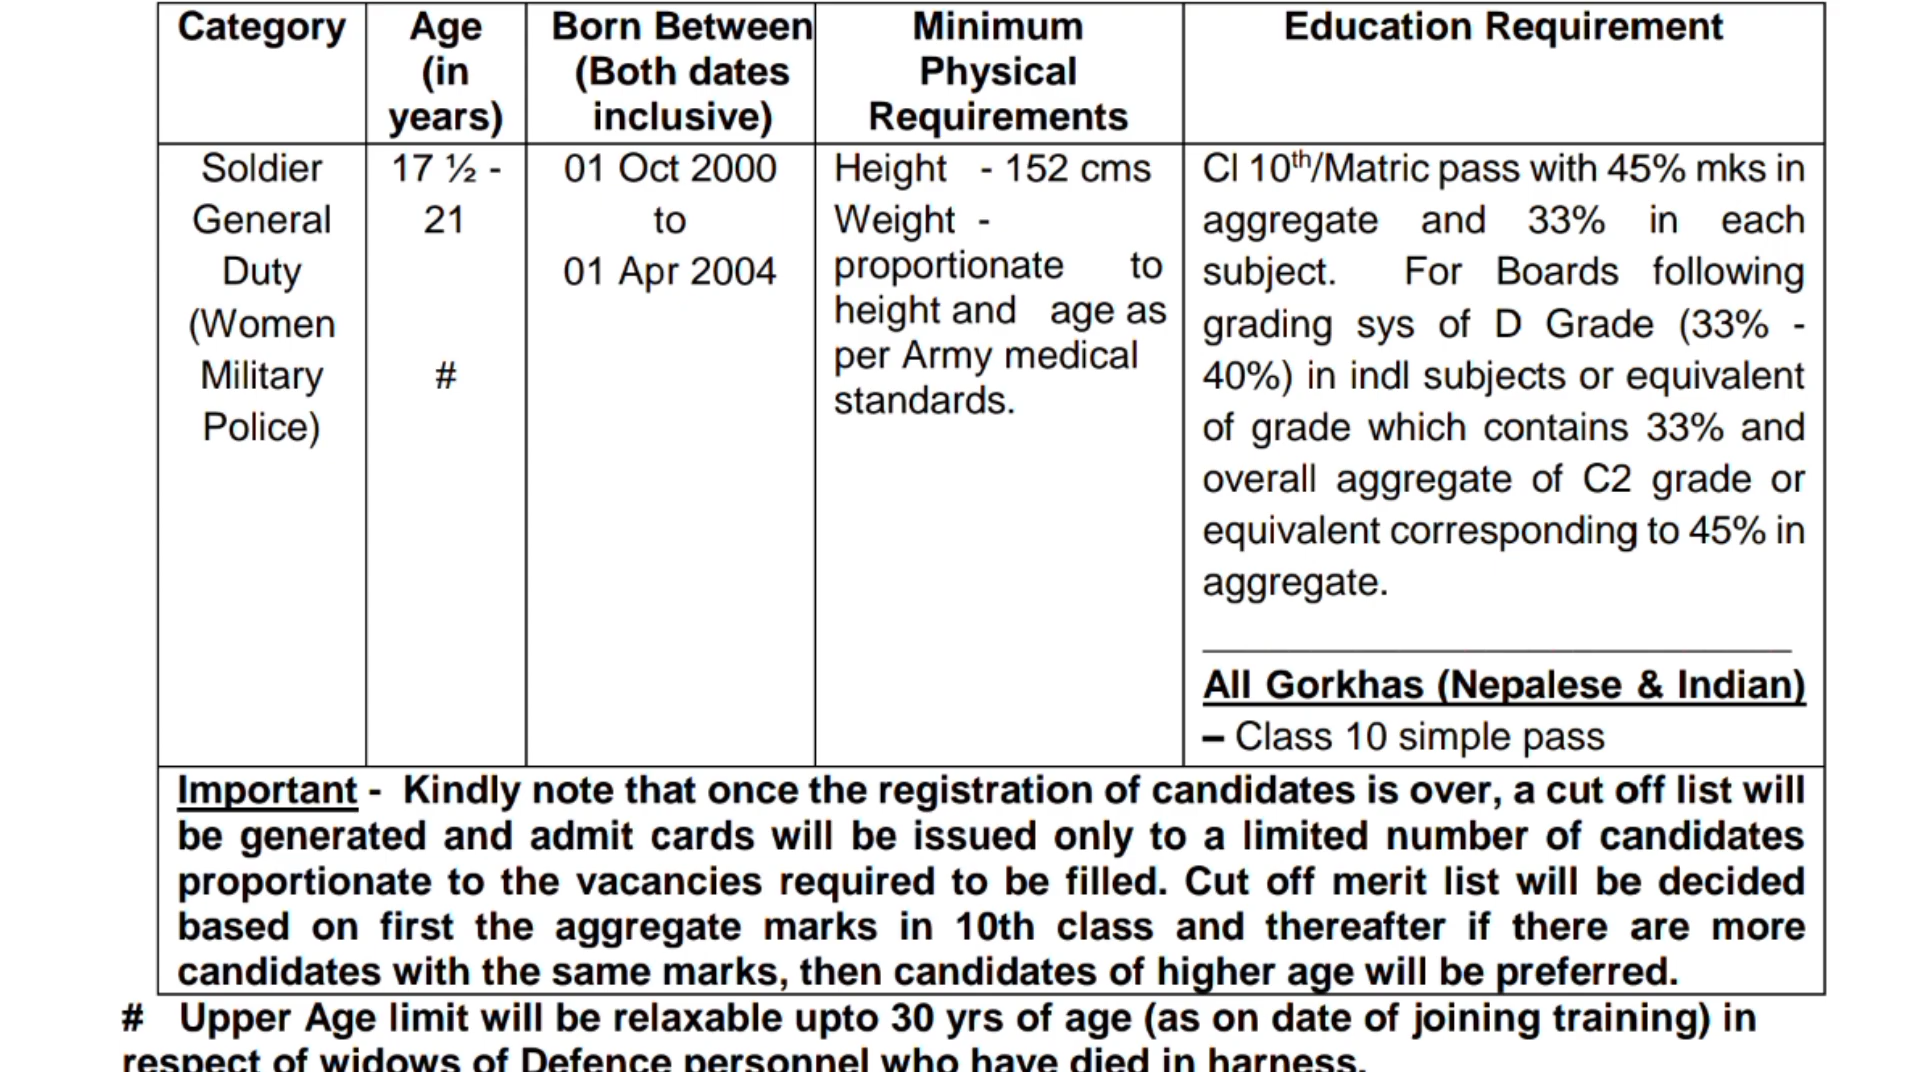 Category
Age
(in
years)
Born Between
(Both dates
inclusive)
Minimum
Physical
Requirements
Education Requirement
Soldier
General
Duty
(Women
Military
Police)
17 ½ -
21
#
01 Oct 2000
to
01 Apr 2004
Height - 152 cms
Weight -
proportionate to
height and age as
per Army medical
standards.
Cl 10th/Matric pass with 45% mks in
aggregate and 33% in each
subject. For Boards following
grading sys of D Grade (33% -
40%) in indl subjects or equivalent
of grade which contains 33% and
overall aggregate of C2 grade or
equivalent corresponding to 45% in
aggregate.
All Gorkhas (Nepalese & Indian)
– Class 10 simple pass
Important - Kindly note that once the registration of candidates is over, a cut off list will
be generated and admit cards will be issued only to a limited number of candidates
proportionate to the vacancies required to be filled. Cut off merit list will be decided
based on first the aggregate marks in 10th class and thereafter if there are more
candidates with the same marks, then candidates of higher age will be preferred.
# Upper Age limit will be relaxable upto 30 yrs of age (as on date of joining training) in
respect of widows of Defence personnel who have died in harness.